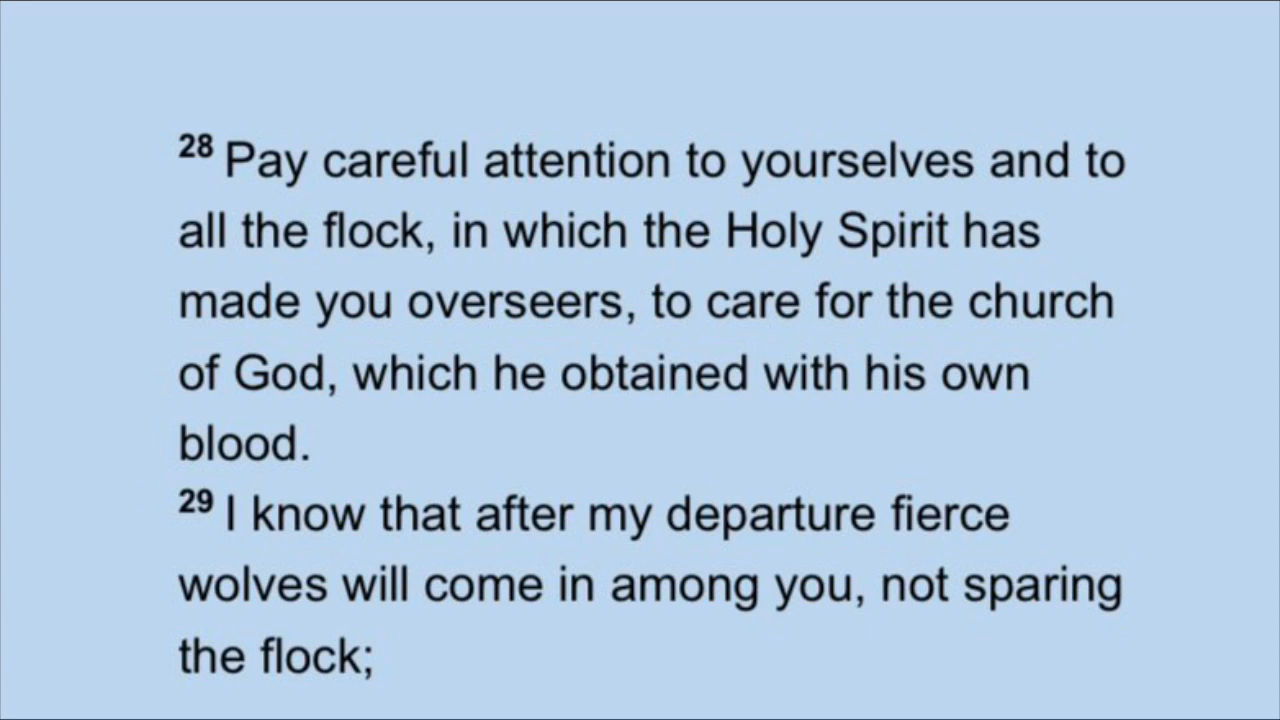 28 Pay careful attention to yourselves and to
all the flock, in which the Holy Spirit has
made you overseers, to care for the church
of God, which he obtained with his own
blood.
29 I know that after my departure fierce
wolves will come in among you, not sparing
the flock;